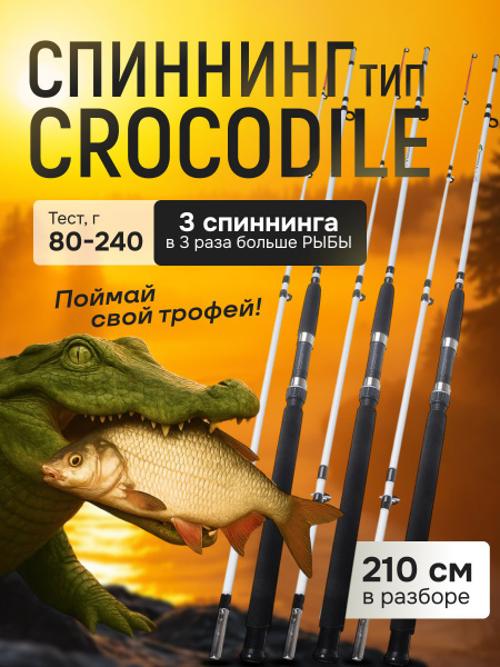 СПИННИНГ ТИП
CROCODILE
Тест, г
80-240
3 спиннинга
в 3 раза больше РЫБЫ
Поймай
свой трофей!
210 см
в разборе